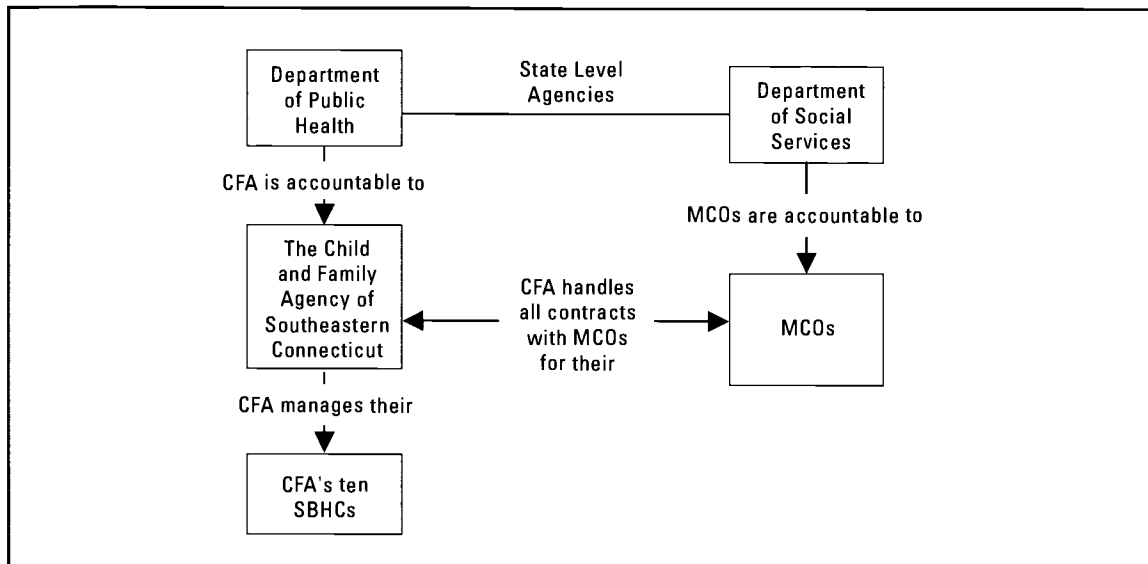 Department
of Public
Health
State Level
Agencies
Department
of Social
Services
CFA is accountable to
MCOs are accountable to
The Child
and Family
Agency of
Southeastern
Connecticut
CFA handles
all contracts
with MCOs
for their
MCOs
CFA manages their
CFA's ten
SBHCs